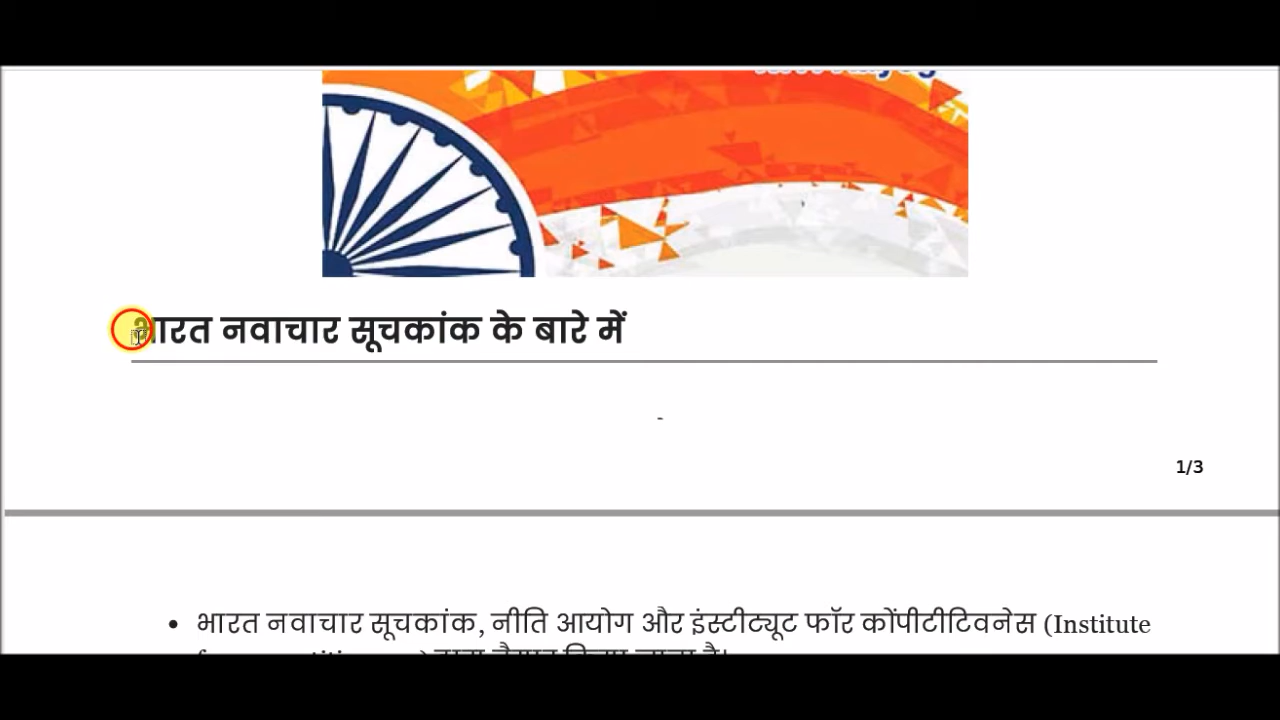 भारत नवाचार सूचकांक के बारे में
-
1/3
• भारत नवाचार सूचकांक, नीति आयोग और इंस्टीट्यूट फॉर कोंपीटीटिवनेस (Institute